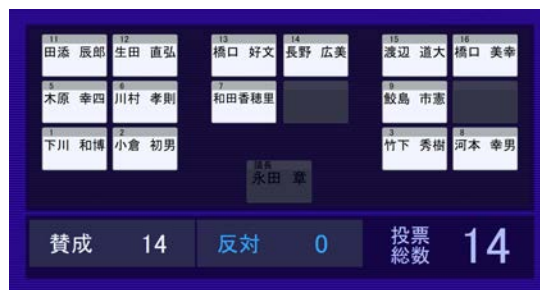 11 12 13 14 15 16
田添 辰郎 生田 直弘 橋口 好文 長野 広美 渡辺 道大 橋口 美幸
5 6 7 9
木原 幸四 川村 孝則 和田香穂里 鮫島 市憲
1 2 3 8
下川 和博 小倉 初男 竹下 秀樹 河本 幸男
議長
永田 章
賛成 14 反対 0 投票総数 14